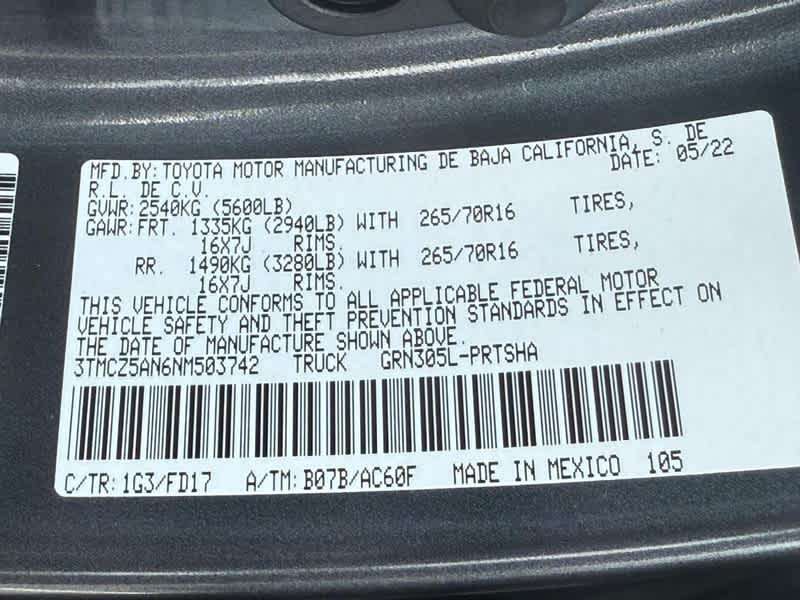 MFD.BY: TOYOTA MOTOR MANUFACTURING DE BAJA CALIFORNIA, S. DE
R.L. DE C.V. DATE: 05/22
GVWR: 2540KG (5600LB)
GAWR: FRT. 1335KG (2940LB) WITH 265/70R16 TIRES,
16X7J RIMS.
RR. 1490KG (3280LB) WITH 265/70R16 TIRES,
16X7J RIMS.
THIS VEHICLE CONFORMS TO ALL APPLICABLE FEDERAL MOTOR
VEHICLE SAFETY AND THEFT PREVENTION STANDARDS IN EFFECT ON
THE DATE OF MANUFACTURE SHOWN ABOVE.
3TMCZ5AN6NM503742 TRUCK GRN305L-PRTSHA
C/TR: 1G3/FD17 A/TM: B07B/AC60F MADE IN MEXICO 105